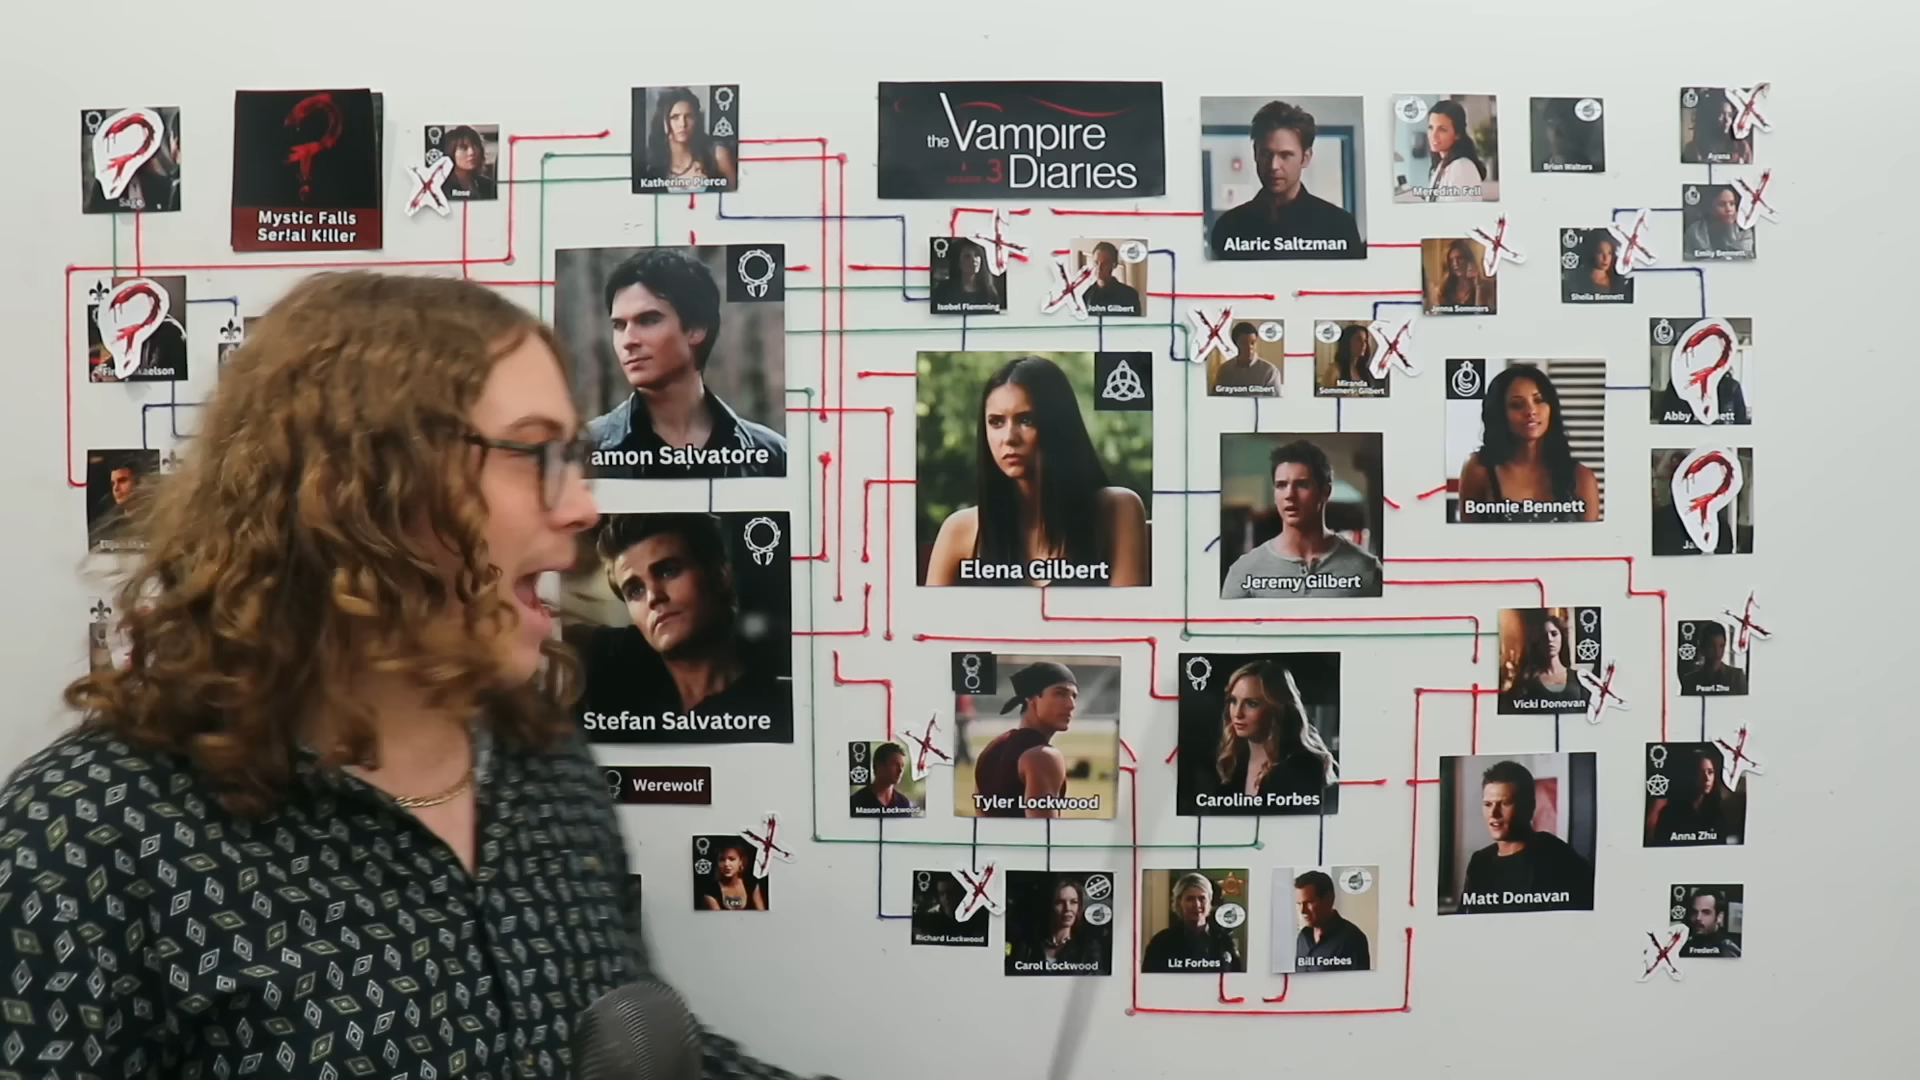 Mystic Falls
Ser!al K!ller
Rose
Katherine Pierce
the Vampire
3 Diaries
Alaric Saltzman
Meredith Fell
Brian Walters
Ayana
Emily Bennett
Sheila Bennett
Isobel Flemming
John Gilbert
Jenna Sommers
Grayson Gilbert
Miranda
Sommers-Gilbert
amon Salvatore
Elena Gilbert
Jeremy Gilbert
Bonnie Bennett
Abby
Stefan Salvatore
Vicki Donovan
Pearl Zhu
Mason Lockwood
Tyler Lockwood
Caroline Forbes
Werewolf
Matt Donavan
Anna Zhu
Lexi
Richard Lockwood
Carol Lockwood
Liz Forbes
Bill Forbes
Frederik